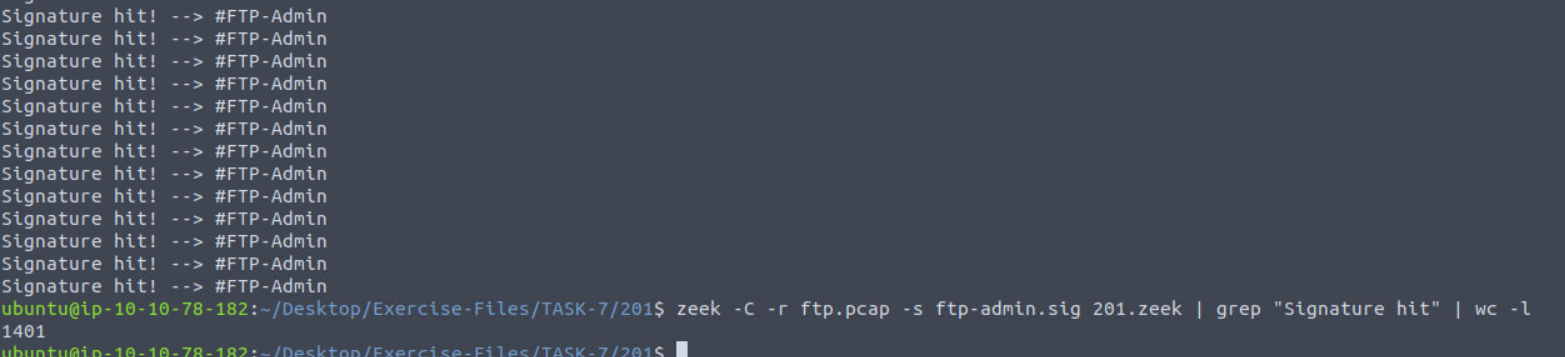 Signature hit! --> #FTP-Admin
Signature hit! --> #FTP-Admin
Signature hit! --> #FTP-Admin
Signature hit! --> #FTP-Admin
Signature hit! --> #FTP-Admin
Signature hit! --> #FTP-Admin
Signature hit! --> #FTP-Admin
Signature hit! --> #FTP-Admin
Signature hit! --> #FTP-Admin
Signature hit! --> #FTP-Admin
Signature hit! --> #FTP-Admin
Signature hit! --> #FTP-Admin
Signature hit! --> #FTP-Admin
ubuntu@ip-10-10-78-182:~/Desktop/Exercise-Files/TASK-7/201$ zeek -C -r ftp.pcap -s ftp-admin.sig 201.zeek | grep "Signature hit" | wc -l
1401
ubuntu@ip-10-10-78-182:~/Desktop/Exercise-Files/TASK-7/201$